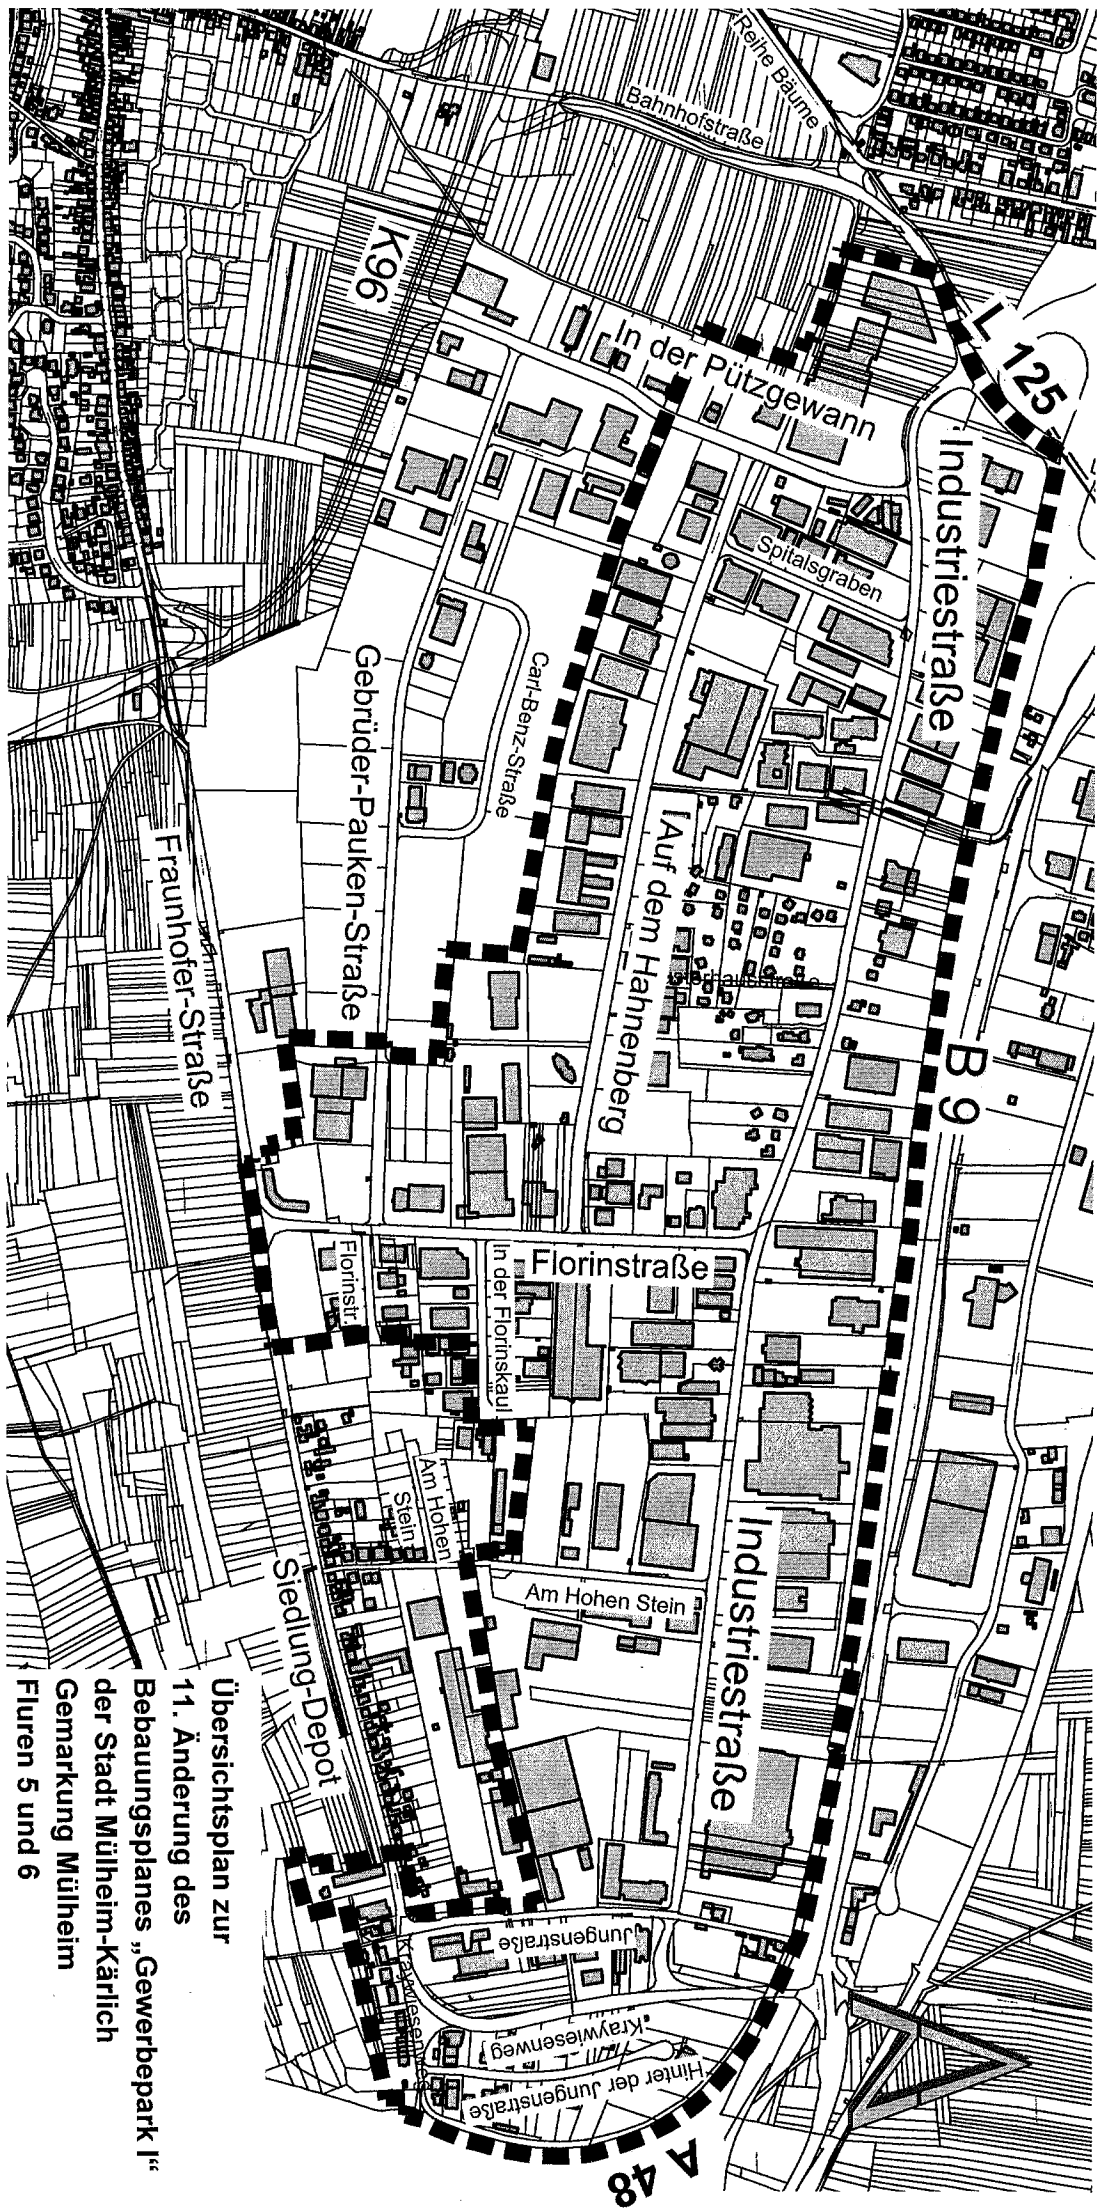 Reihe Bäume
Bahnhofstraße
K96
In der Pützgewann
L 125
Industriestraße
Spitalsgraben
Carl-Benz-Straße
Gebrüder-Pauken-Straße
Auf dem Hahnenberg
Fraunhofer-Straße
B 9
Florinstraße
Florinstr.
In der Florinskaul
Am Hohen
Stein
Am Hohen Stein
Industriestraße
Siedlung-Depot
Jungenstraße
Kraywiesenweg
Kraywiesenweg
Hinter der Jungenstraße
A 48
Übersichtsplan zur
11. Änderung des
Bebauungsplanes „Gewerbepark I“
der Stadt Mülheim-Kärlich
Gemarkung Mülheim
Fluren 5 und 6